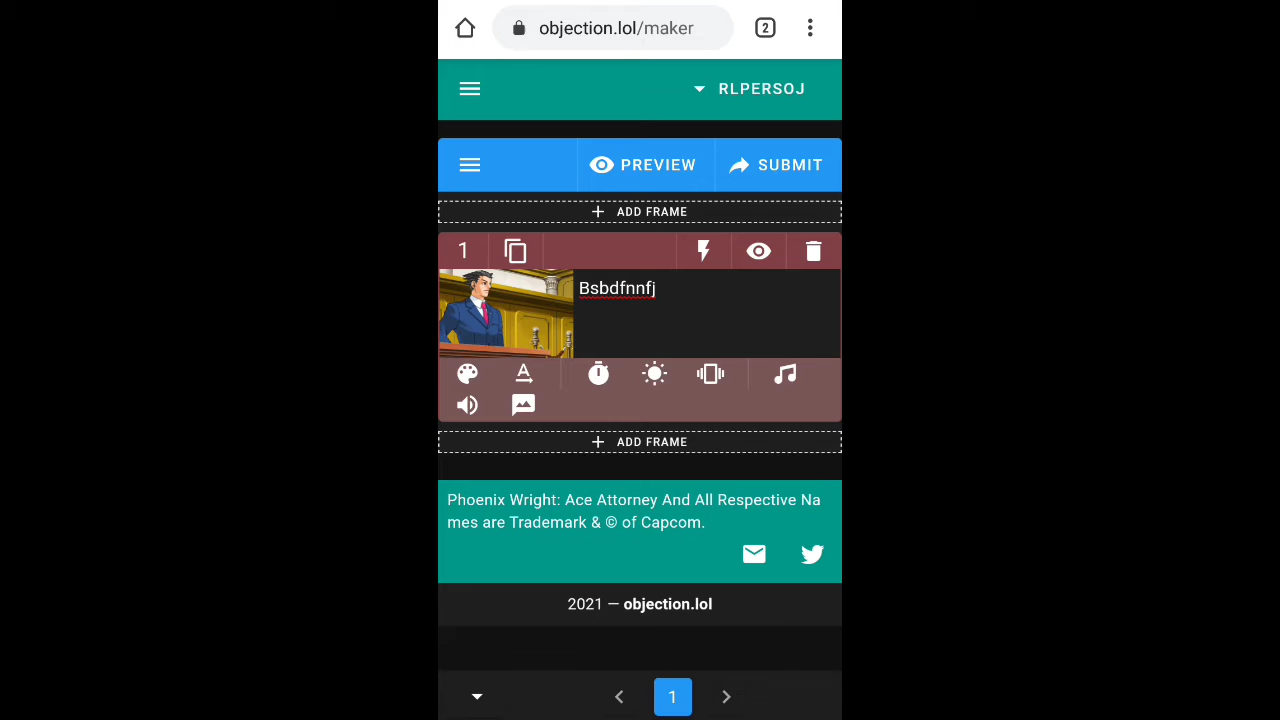 objection.lol/maker
2
RLPERSOJ
PREVIEW
SUBMIT
ADD FRAME
1
Bsbdfnnfj
A
ADD FRAME
Phoenix Wright: Ace Attorney And All Respective Na
mes are Trademark & © of Capcom.
2021 — objection.lol
1